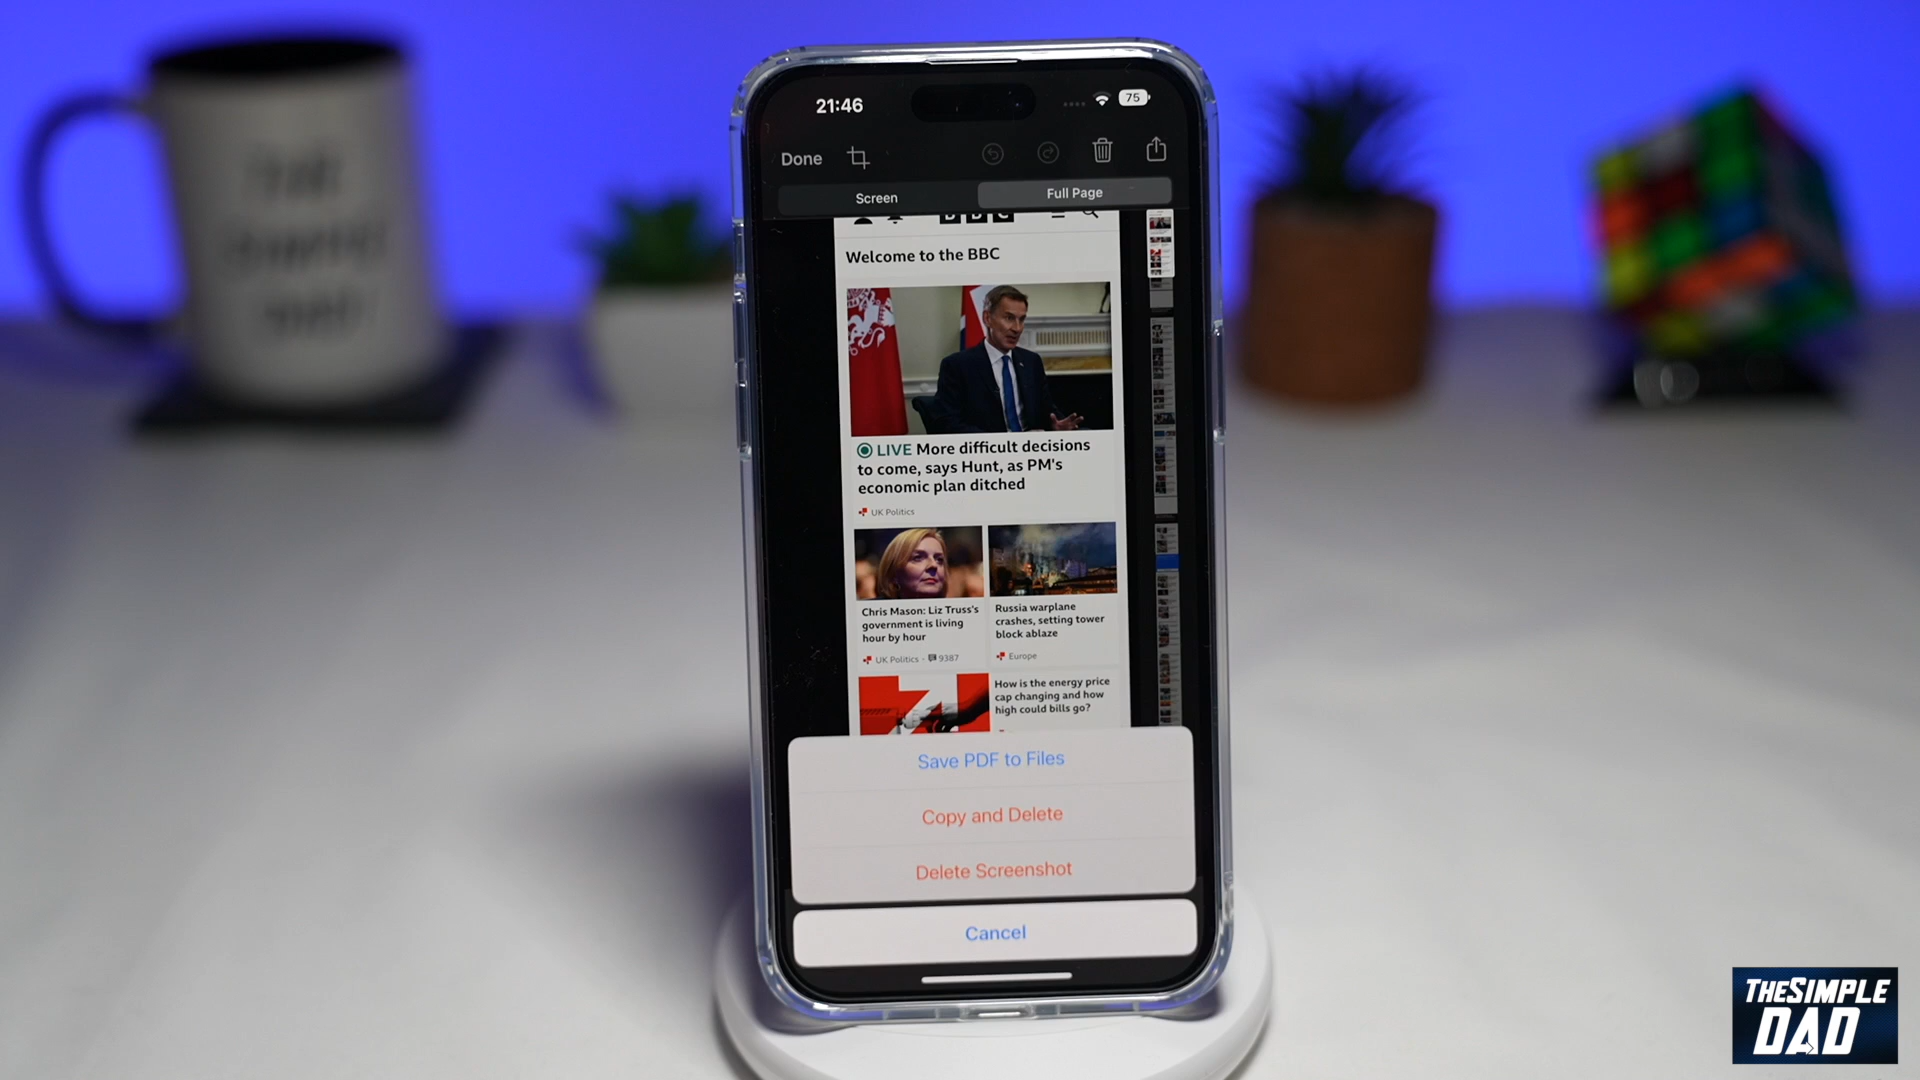 21:46
75
Done
Screen
Full Page
BBC
Welcome to the BBC
LIVE More difficult decisions
to come, says Hunt, as PM's
economic plan ditched
UK Politics
Chris Mason: Liz Truss's
government is living
hour by hour
UK Politics - 9387
Russia warplane
crashes, setting tower
block ablaze
Europe
How is the energy price
cap changing and how
high could bills go?
Save PDF to Files
Copy and Delete
Delete Screenshot
Cancel
THESIMPLE
DAD